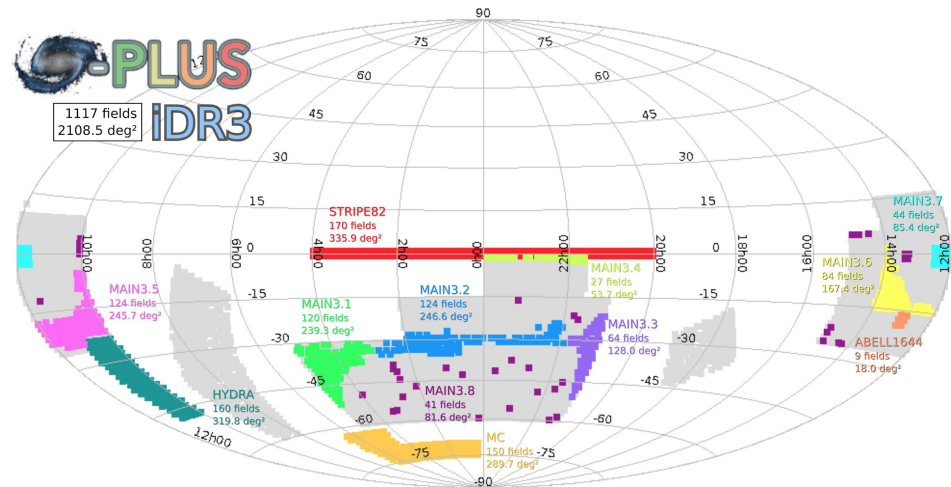 -PLUS
iDR3
1117 fields
2108.5 deg²
90
75
75
60
60
45
45
30
30
15
15
0
0
-15
-15
-30
-30
-45
-45
-60
-60
-75
-75
-90
12h00
10h00
08h00
06h00
04h00
02h00
00h00
22h00
20h00
18h00
16h00
14h00
12h00
12h00
STRIPE82
170 fields
335.9 deg²
MAIN3.7
44 fields
85.4 deg²
MAIN3.6
84 fields
167.4 deg²
MAIN3.4
27 fields
53.7 deg²
MAIN3.5
124 fields
245.7 deg²
MAIN3.2
124 fields
246.6 deg²
MAIN3.1
120 fields
239.3 deg²
MAIN3.3
64 fields
128.0 deg²
ABELL1644
9 fields
18.0 deg²
MAIN3.8
41 fields
81.6 deg²
HYDRA
160 fields
319.8 deg²
MC
150 fields
289.7 deg²